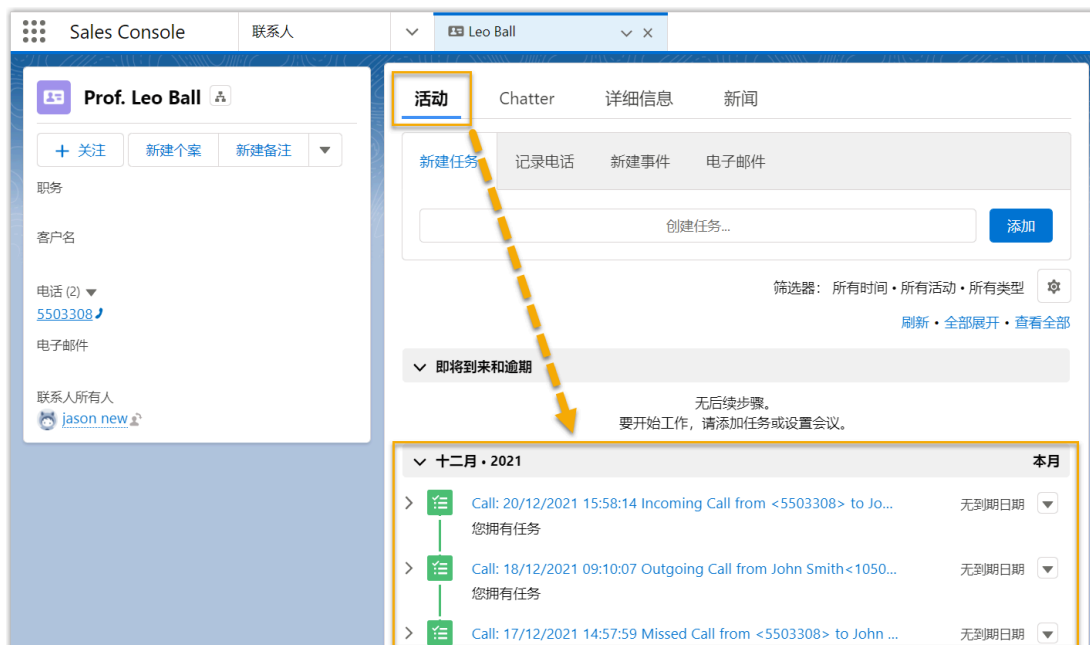 Sales Console
联系人
Leo Ball
Prof. Leo Ball
+ 关注
新建个案
新建备注
职务
客户名
电话 (2)
5503308
电子邮件
联系人所有人
jason new
活动
Chatter
详细信息
新闻
新建任务
记录电话
新建事件
电子邮件
创建任务...
添加
筛选器： 所有时间 • 所有活动 • 所有类型
刷新 • 全部展开 • 查看全部
即将到来和逾期
无后续步骤。
要开始工作，请添加任务或设置会议。
十二月 • 2021
本月
Call: 20/12/2021 15:58:14 Incoming Call from <5503308> to Jo...
无到期日期
您拥有任务
Call: 18/12/2021 09:10:07 Outgoing Call from John Smith<1050...
无到期日期
您拥有任务
Call: 17/12/2021 14:57:59 Missed Call from <5503308> to John ...
无到期日期